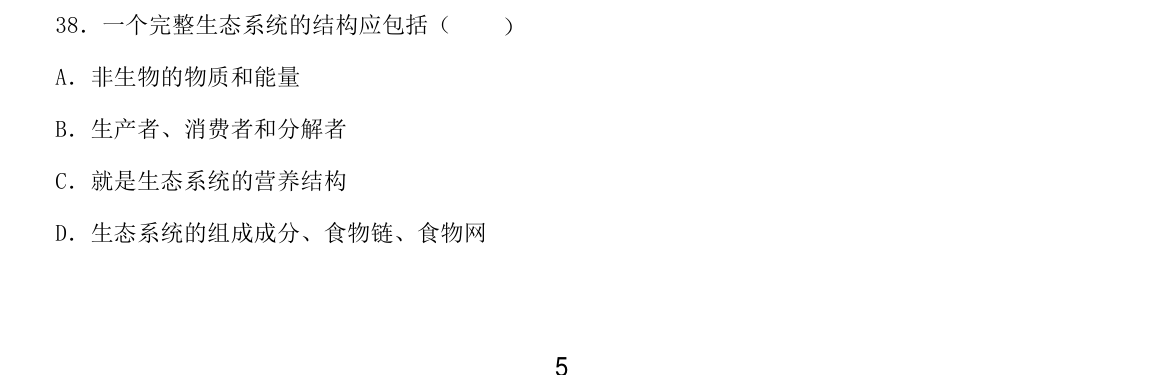 38. 一个完整生态系统的结构应包括（　　）
A. 非生物的物质和能量
B. 生产者、消费者和分解者
C. 就是生态系统的营养结构
D. 生态系统的组成成分、食物链、食物网
5